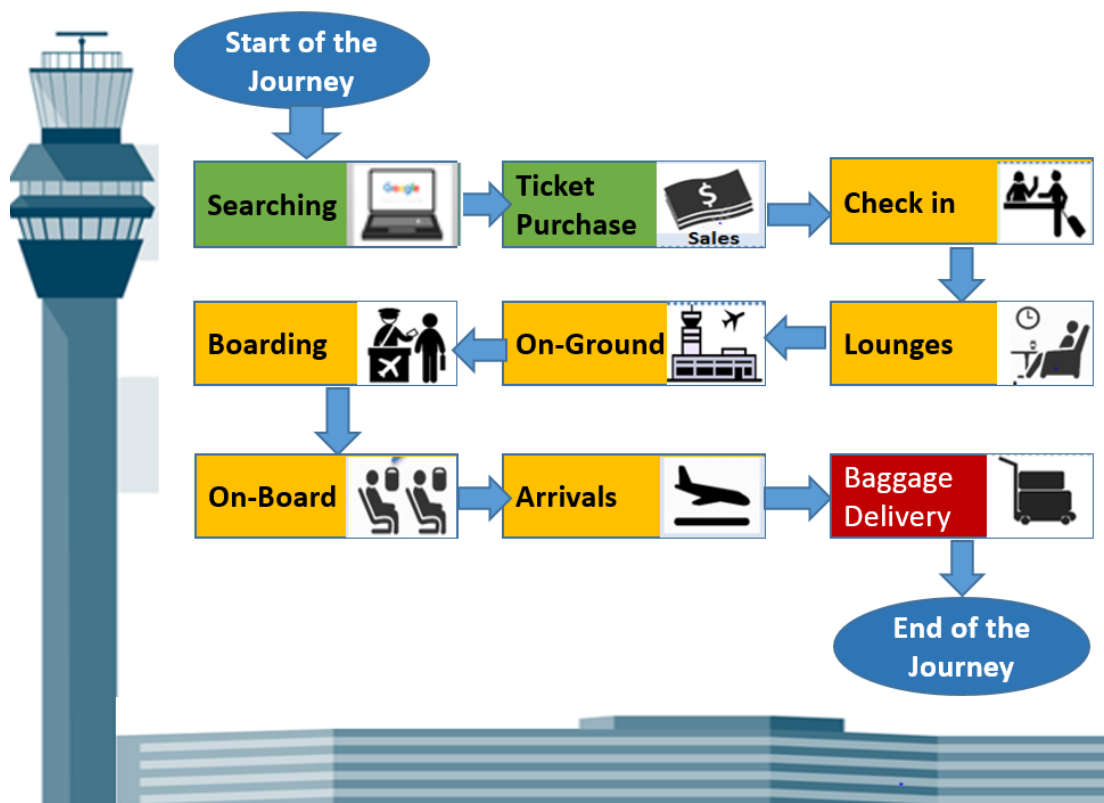 Start of the
Journey
Searching
Google
Ticket
Purchase
$
Sales
Check in
Boarding
On-Ground
Lounges
On-Board
Arrivals
Baggage
Delivery
End of the
Journey